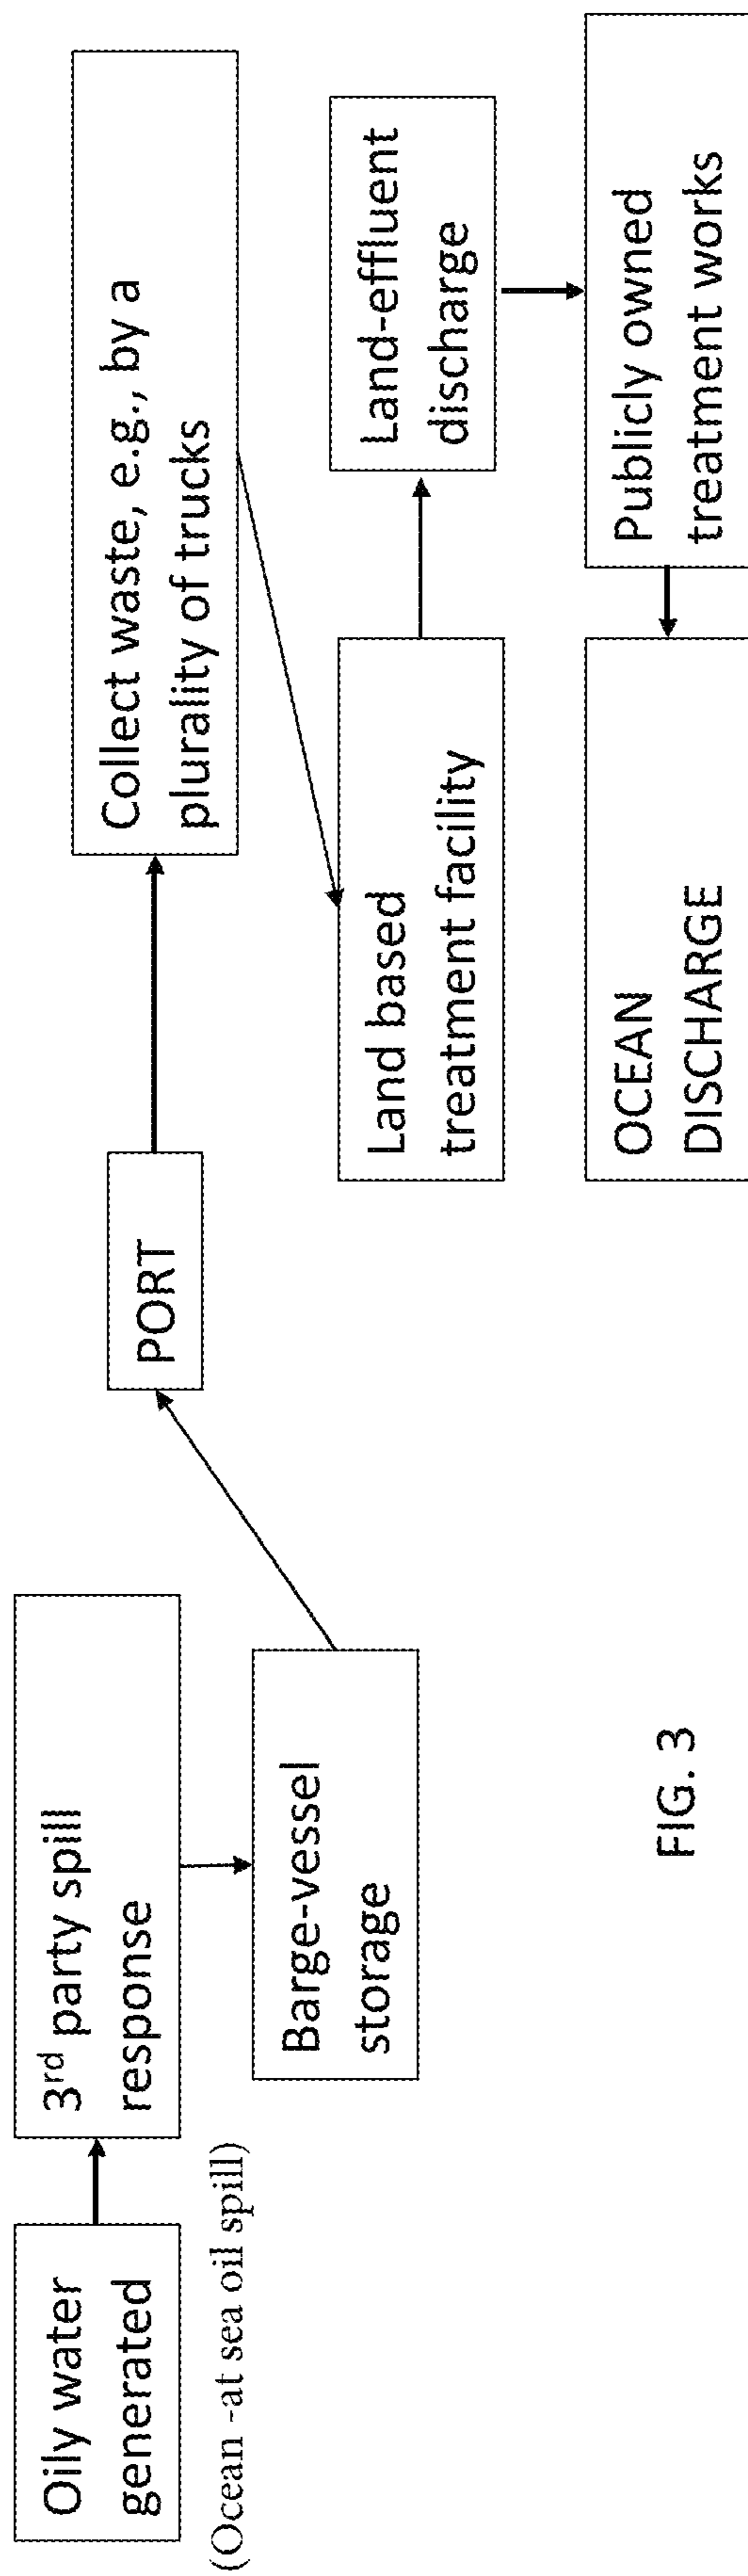 Oily water
generated
(Ocean -at sea oil spill)
3rd party spill
response
Barge-vessel
storage
PORT
Collect waste, e.g., by a
plurality of trucks
Land based
treatment facility
Land-effluent
discharge
Publicly owned
treatment works
OCEAN
DISCHARGE
FIG. 3